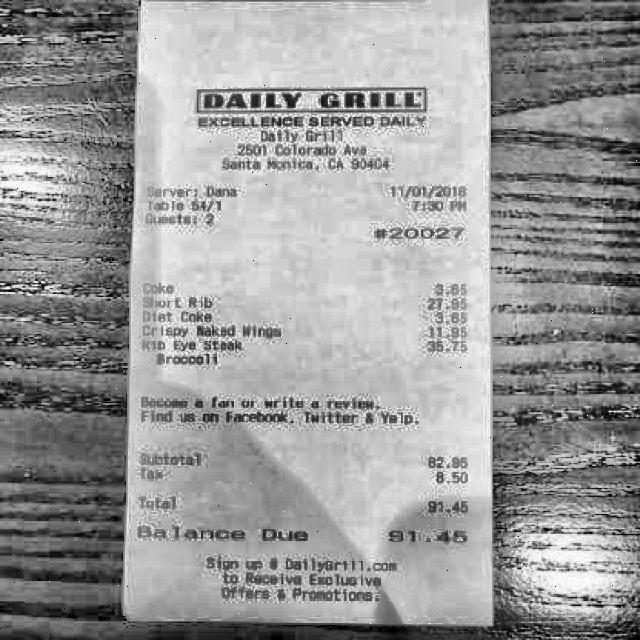 DAILY GRILL
EXCELLENCE SERVED DAILY
Daily Grill
2501 Colorado Ave
Santa Monica, CA 90404
Server: Dana 11/01/2018
Table 64/1 7:30 PM
Guests: 2
#20027
Coke 3.65
Short Rib 27.95
Diet Coke 3.65
Crispy Naked Wings 11.95
Rib Eye Steak 35.75
Broccoli
Become a fan or write a review.
Find us on Facebook, Twitter & Yelp.
Subtotal 82.95
Tax 8.50
Total 91.45
Balance Due 91.45
Sign up @ DailyGrill.com
to Receive Exclusive
Offers & Promotions.